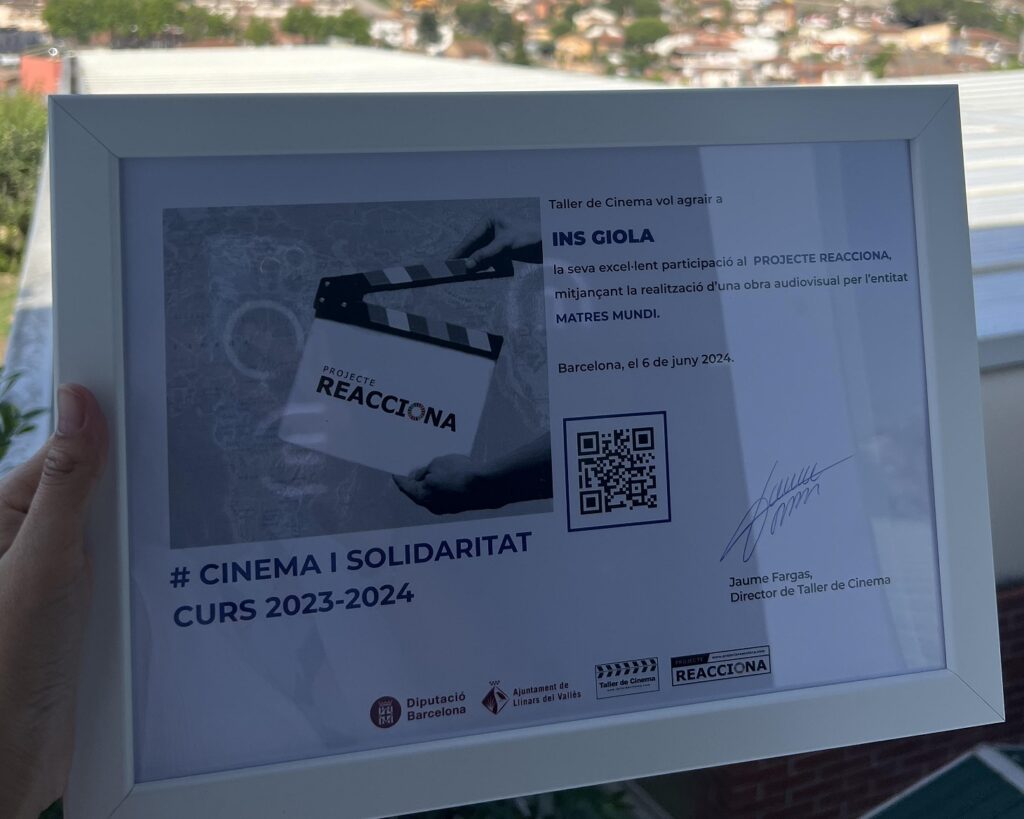 Taller de Cinema vol agrair a
INS GIOLA
la seva excel·lent participació al PROJECTE REACCIONA,
mitjançant la realització d'una obra audiovisual per l'entitat
MATRES MUNDI.
Barcelona, el 6 de juny 2024.
PROJECTE
REACCIONA
# CINEMA I SOLIDARITAT
CURS 2023-2024
Jaume Fargas,
Director de Taller de Cinema
Diputació
Barcelona
Ajuntament de
Llinars del Vallès
Taller de Cinema
PROJECTE
REACCIONA